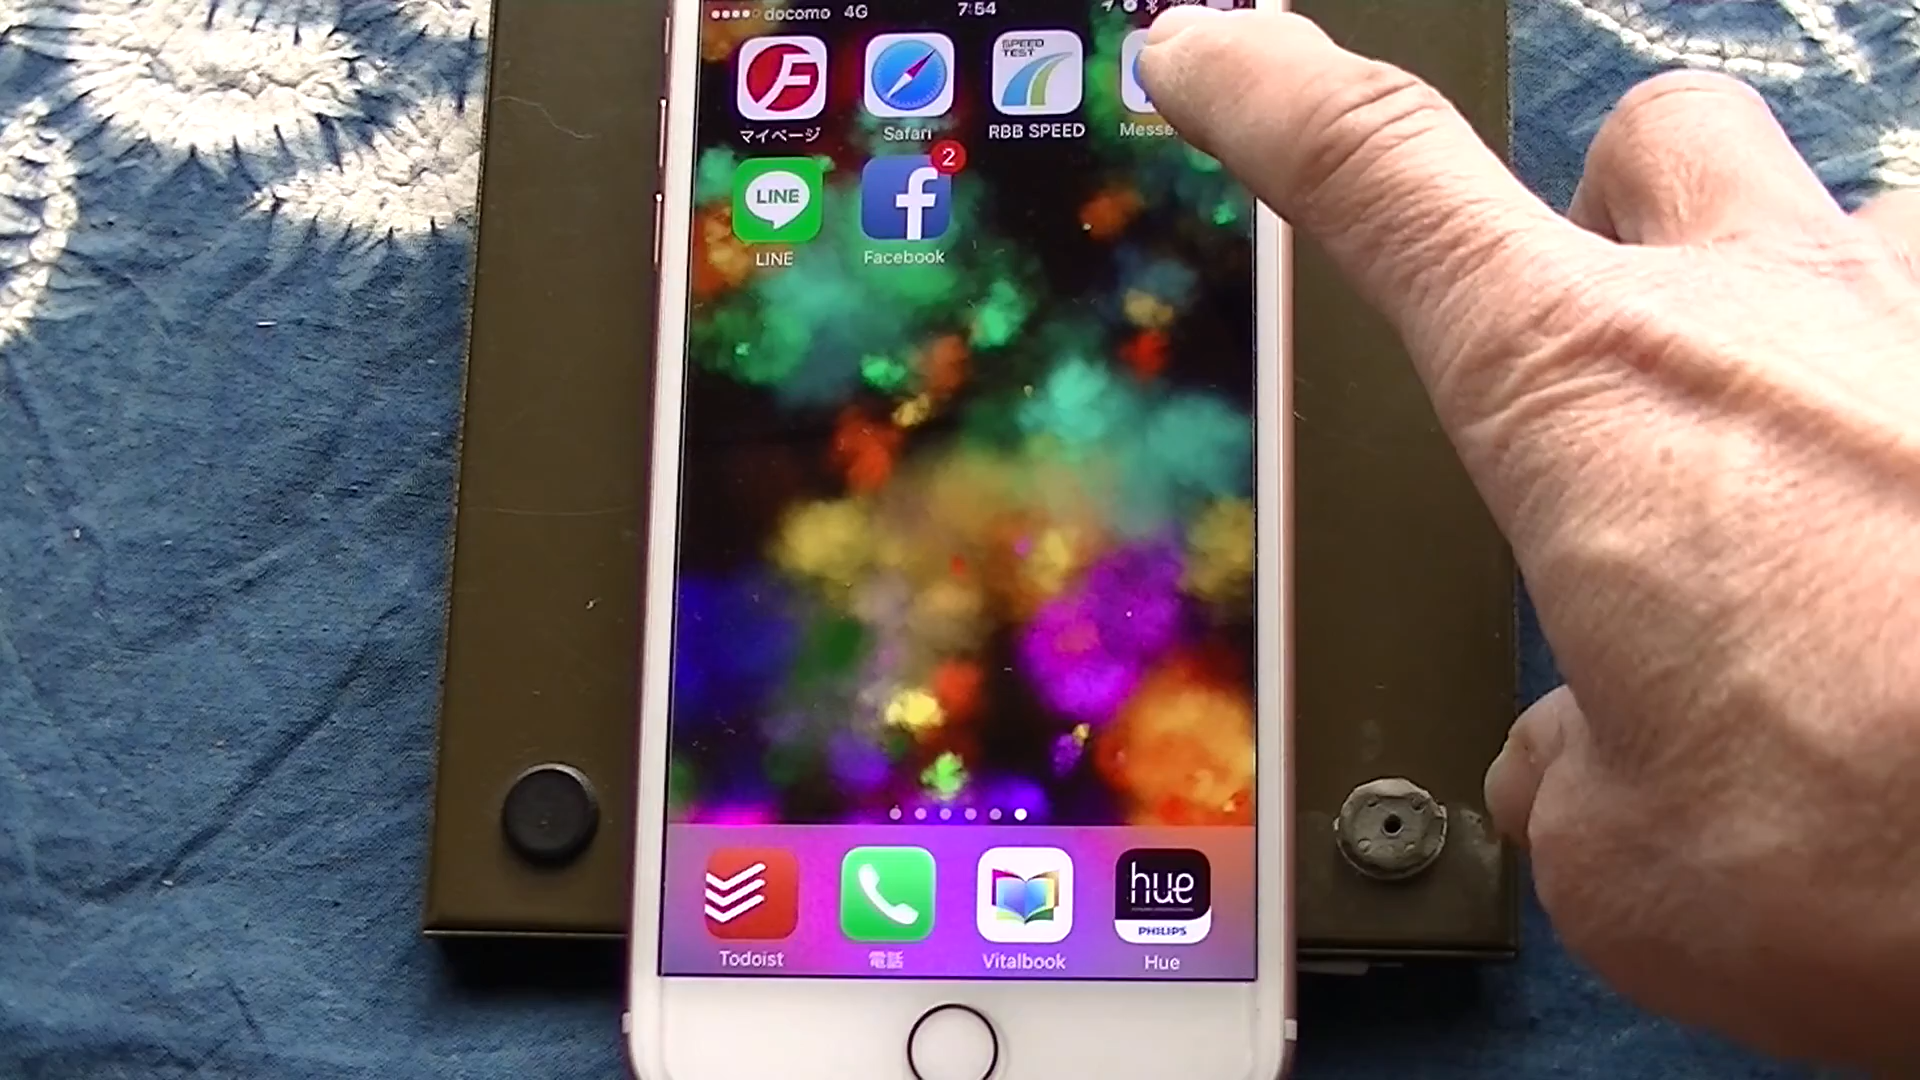 docomo 4G 7:54
SPEED
TEST
マイページ Safari RBB SPEED Messe
LINE
2
LINE Facebook
hue
PHILIPS
Todoist 電話 Vitalbook Hue